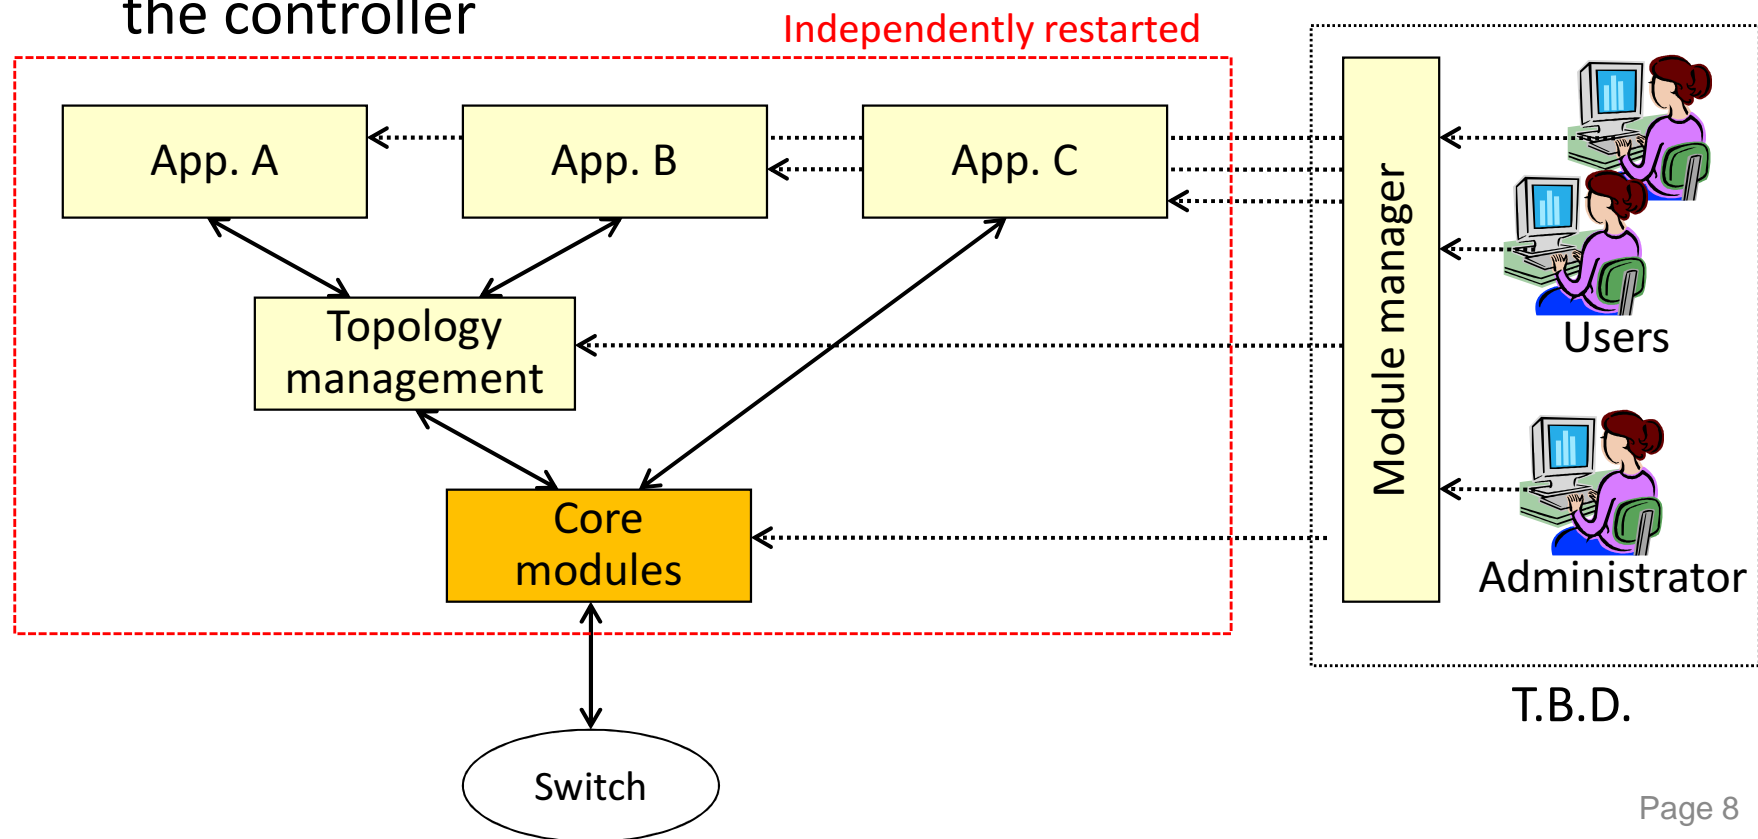 the controller
Independently restarted
App. A
App. B
App. C
Module manager
Users
Topology
management
Core
modules
Administrator
T.B.D.
Switch
Page 8